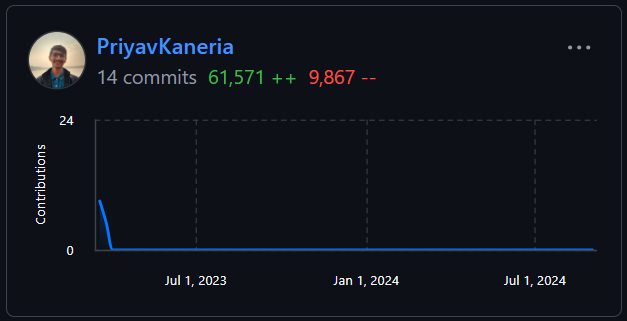 PriyavKaneria
14 commits 61,571 ++ 9,867 --
24
Contributions
0
Jul 1, 2023 Jan 1, 2024 Jul 1, 2024